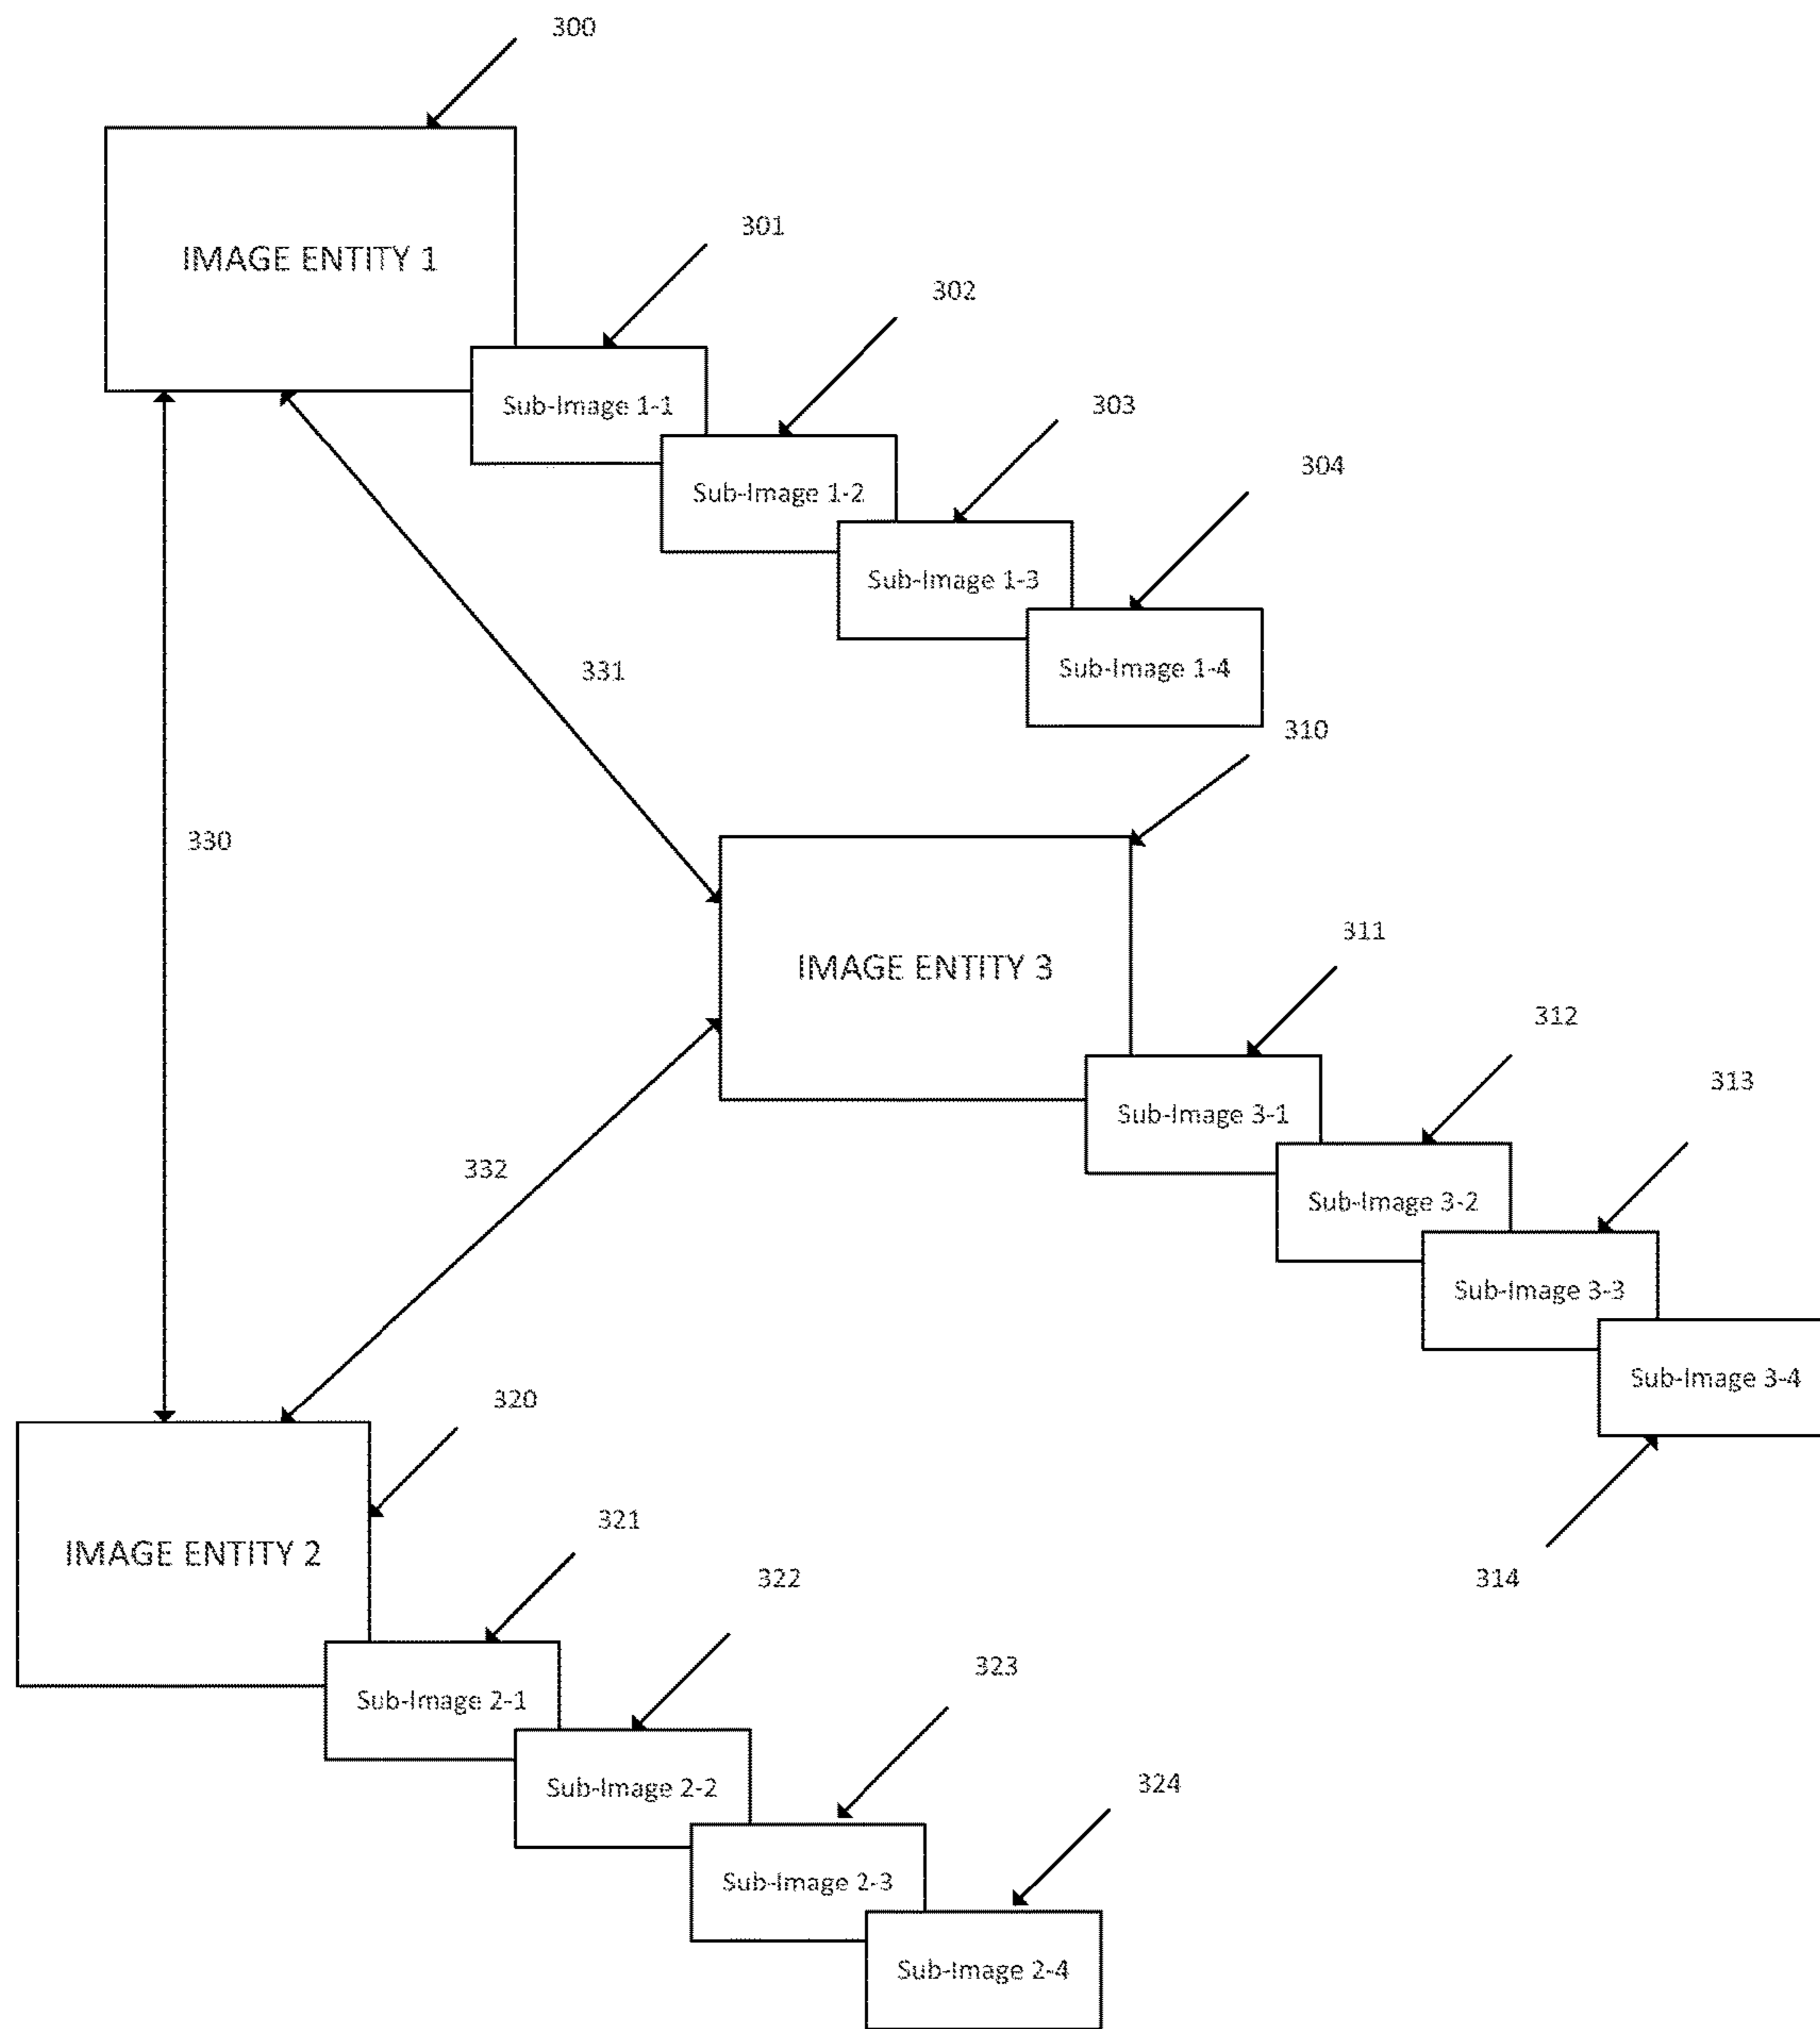 300
IMAGE ENTITY 1
301
Sub-Image 1-1
302
Sub-Image 1-2
303
Sub-Image 1-3
304
Sub-Image 1-4
331
330
310
IMAGE ENTITY 3
311
Sub-Image 3-1
312
Sub-Image 3-2
313
Sub-Image 3-3
Sub-Image 3-4
314
332
320
IMAGE ENTITY 2
321
Sub-Image 2-1
322
Sub-Image 2-2
323
Sub-Image 2-3
324
Sub-Image 2-4